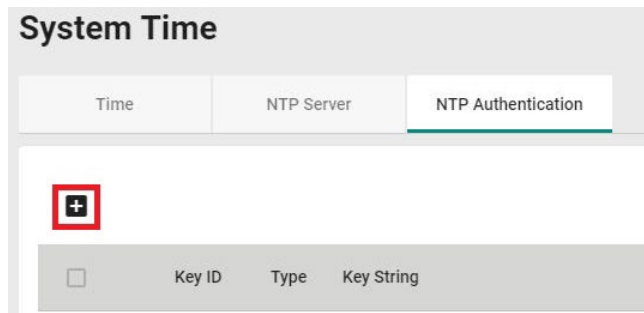 System Time
Time NTP Server NTP Authentication
Key ID Type Key String